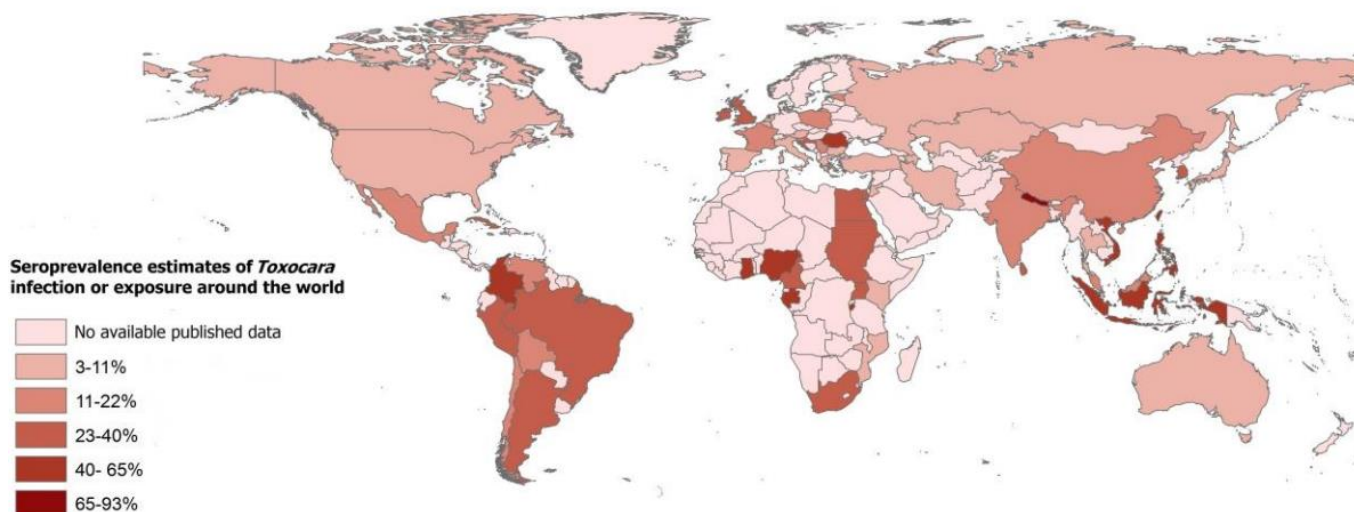 Seroprevalence estimates of Toxocara
infection or exposure around the world
No available published data
3-11%
11-22%
23-40%
40- 65%
65-93%